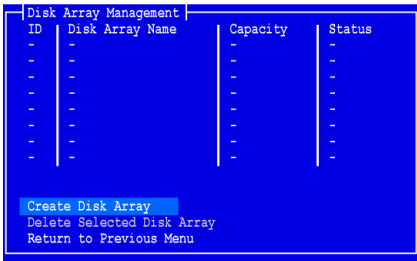 Disk Array Management
ID Disk Array Name Capacity Status
- - - -
- - - -
- - - -
- - - -
- - - -
- - - -
- - - -
- - - -
Create Disk Array
Delete Selected Disk Array
Return to Previous Menu